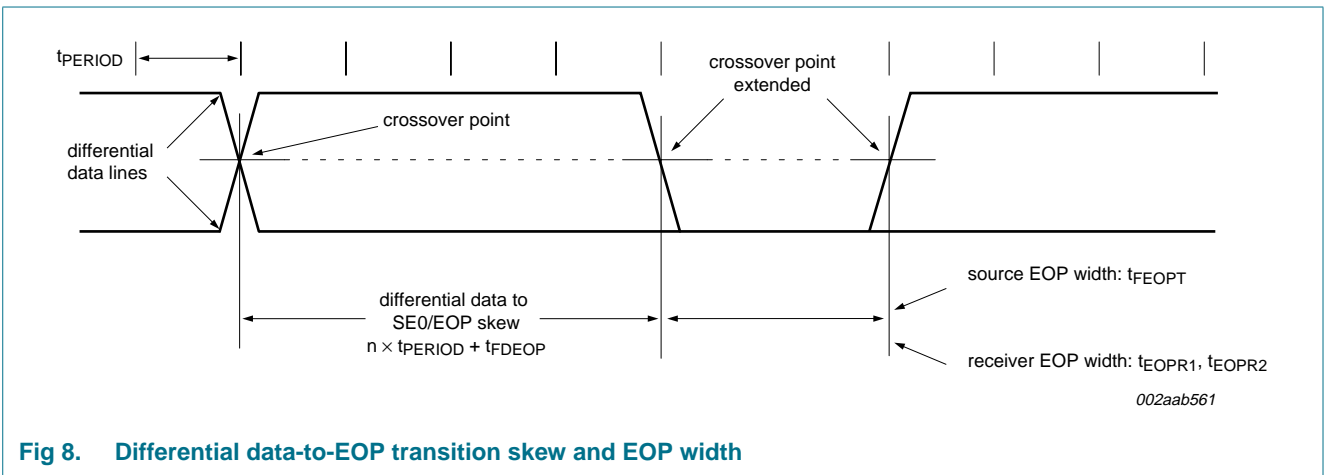 tPERIOD
crossover point
extended
crossover point
differential
data lines
source EOP width: tFEOPT
differential data to
SE0/EOP skew
n × tPERIOD + tFDEOP
receiver EOP width: tEOPR1, tEOPR2
002aab561
Fig 8. Differential data-to-EOP transition skew and EOP width